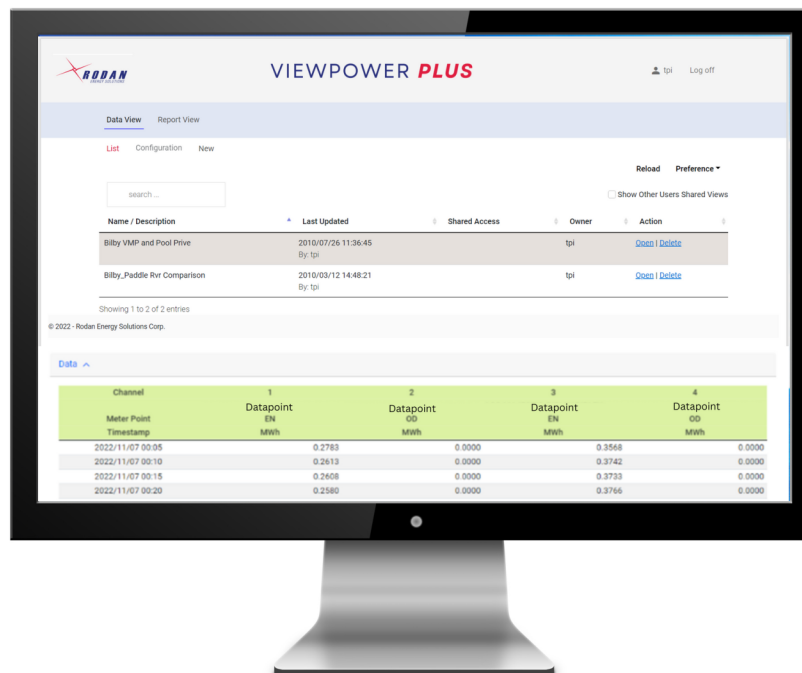 RODAN
ENERGY SOLUTIONS
VIEWPOWER PLUS
tpi Log off
Data View Report View
List Configuration New
Reload Preference
search ...
Show Other Users Shared Views
Name / Description Last Updated Shared Access Owner Action
Bilby VMP and Pool Prive 2010/07/26 11:36:45 tpi Open | Delete
By: tpi
Bilby_Paddle Rvr Comparison 2010/03/12 14:48:21 tpi Open | Delete
By: tpi
Showing 1 to 2 of 2 entries
© 2022 - Rodan Energy Solutions Corp.
Data
Channel 1 2 3 4
Datapoint Datapoint Datapoint Datapoint
Meter Point EN OD EN OD
Timestamp MWh MWh MWh MWh
2022/11/07 00:05 0.2783 0.0000 0.3568 0.0000
2022/11/07 00:10 0.2613 0.0000 0.3742 0.0000
2022/11/07 00:15 0.2608 0.0000 0.3733 0.0000
2022/11/07 00:20 0.2580 0.0000 0.3766 0.0000